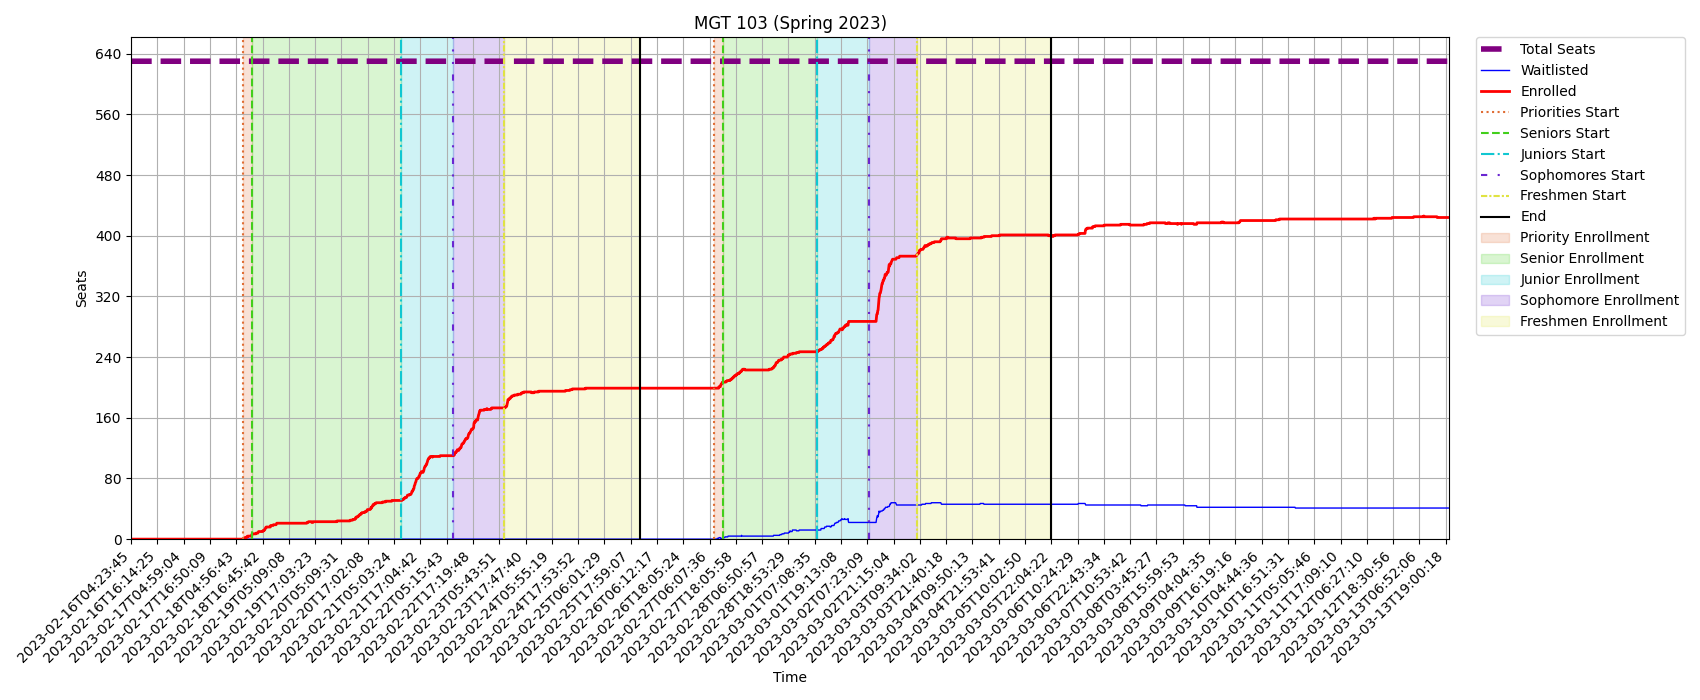 MGT 103 (Spring 2023)
Seats
640
560
480
400
320
240
160
80
0
2023-02-16T04:23:45
2023-02-16T16:14:25
2023-02-17T04:59:04
2023-02-17T16:50:09
2023-02-18T04:56:43
2023-02-18T16:45:42
2023-02-19T05:09:08
2023-02-19T17:03:23
2023-02-20T05:09:31
2023-02-20T17:02:08
2023-02-21T05:03:24
2023-02-21T17:04:42
2023-02-22T05:15:43
2023-02-22T17:19:48
2023-02-23T05:43:51
2023-02-23T17:47:40
2023-02-24T05:55:19
2023-02-24T17:53:52
2023-02-25T06:01:29
2023-02-25T17:59:07
2023-02-26T06:12:17
2023-02-26T18:05:24
2023-02-27T06:07:36
2023-02-27T18:05:58
2023-02-28T06:50:57
2023-02-28T18:53:29
2023-03-01T07:08:35
2023-03-01T19:13:08
2023-03-02T07:23:09
2023-03-02T21:15:04
2023-03-03T09:34:02
2023-03-03T21:40:18
2023-03-04T09:50:13
2023-03-04T21:53:41
2023-03-05T10:02:50
2023-03-05T22:04:22
2023-03-06T10:24:29
2023-03-06T22:43:34
2023-03-07T10:53:42
2023-03-08T03:45:27
2023-03-08T15:59:53
2023-03-09T04:04:35
2023-03-09T16:19:16
2023-03-10T04:44:36
2023-03-10T16:51:31
2023-03-11T05:05:46
2023-03-11T17:09:10
2023-03-12T06:27:10
2023-03-12T18:30:56
2023-03-13T06:52:06
2023-03-13T19:00:18
Time
Total Seats
Waitlisted
Enrolled
Priorities Start
Seniors Start
Juniors Start
Sophomores Start
Freshmen Start
End
Priority Enrollment
Senior Enrollment
Junior Enrollment
Sophomore Enrollment
Freshmen Enrollment